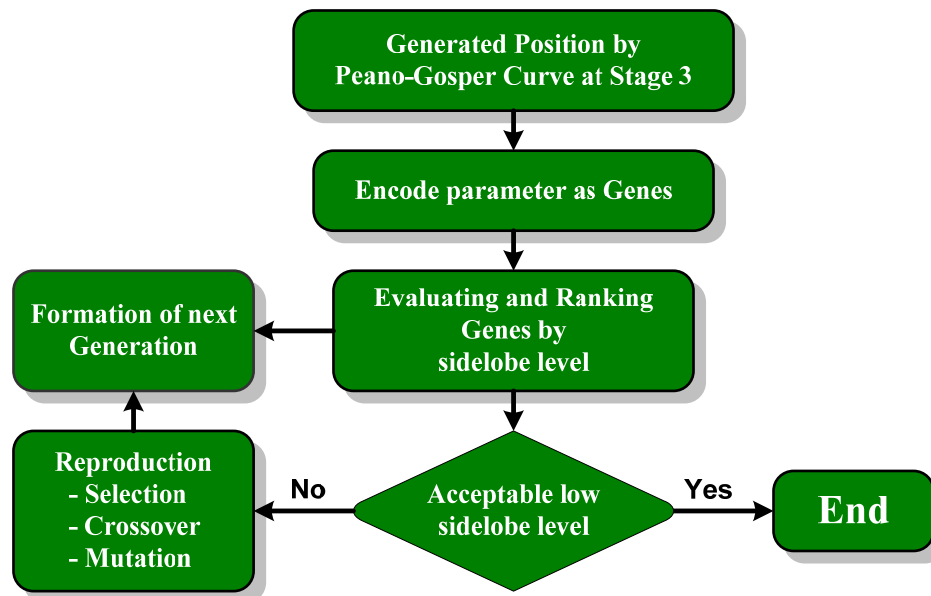 Generated Position by
Peano-Gosper Curve at Stage 3
Encode parameter as Genes
Evaluating and Ranking
Genes by
sidelobe level
Formation of next
Generation
Reproduction
- Selection
- Crossover
- Mutation
No
Acceptable low
sidelobe level
Yes
End